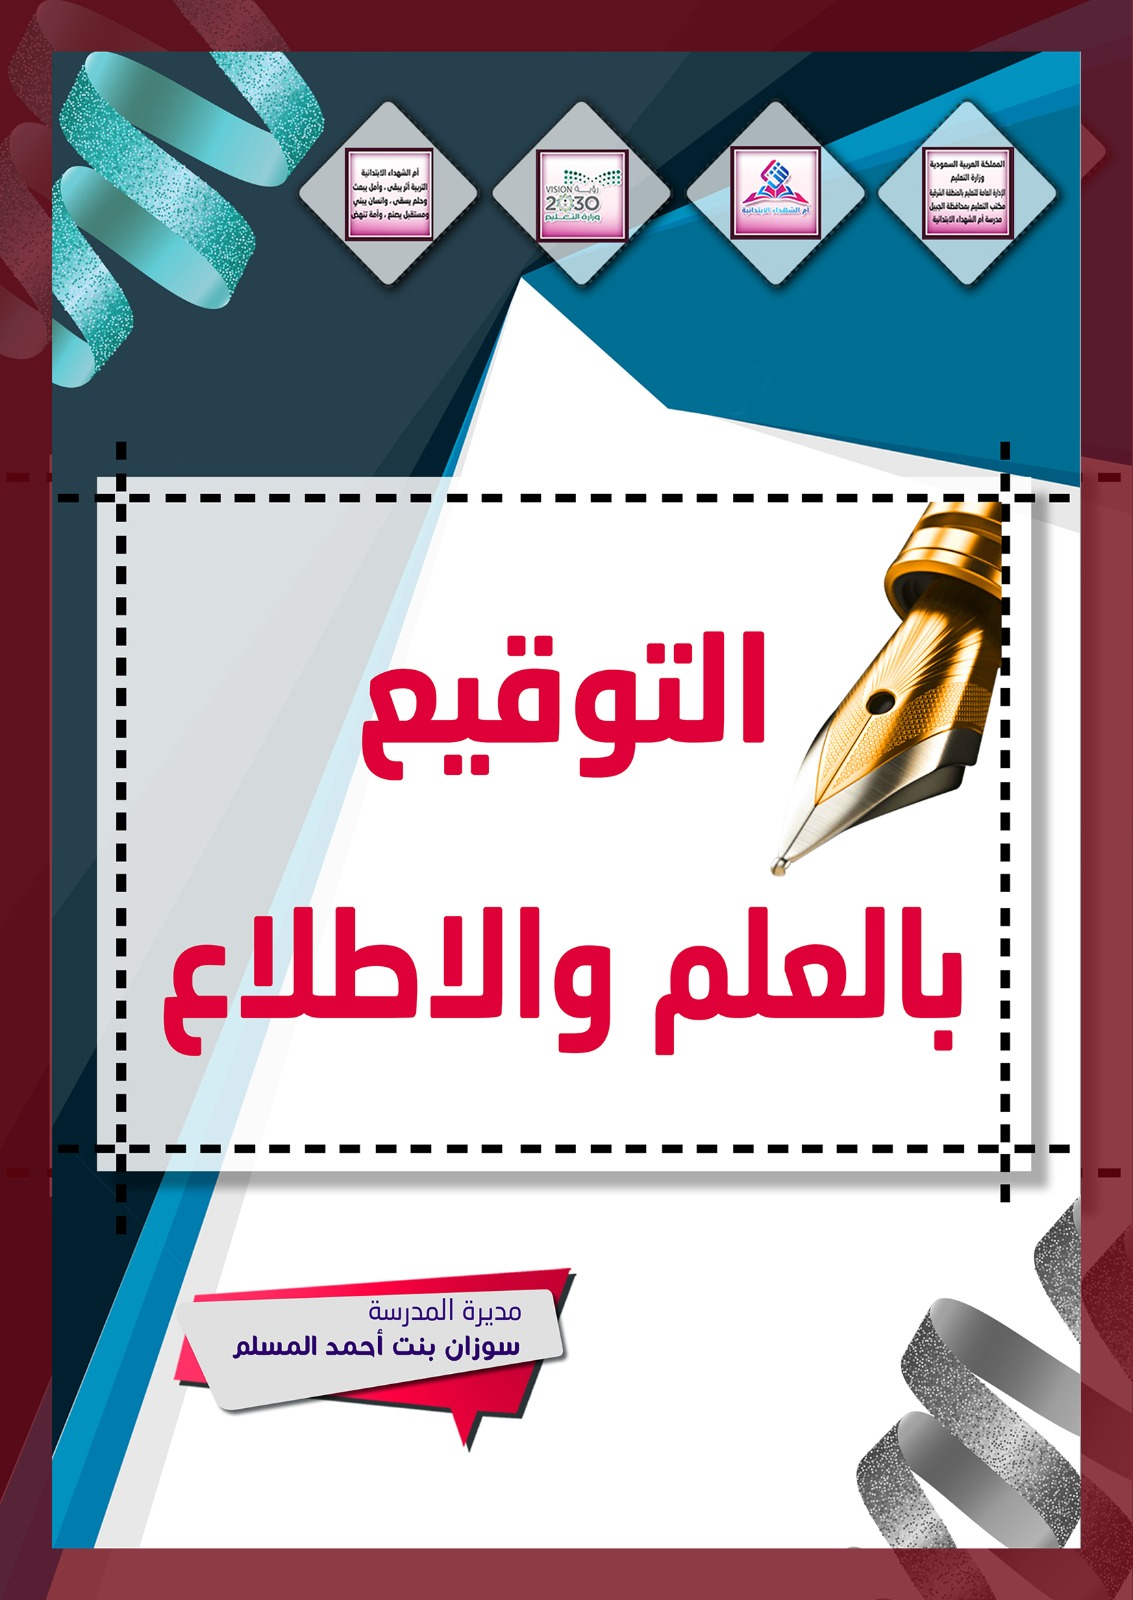 المملكة العربية السعودية
وزارة التعليم
الإدارة العامة للتعليم بالمنطقة الشرقية
مكتب التعليم بمحافظة الجبيل
مدرسة أم الشهداء الابتدائية
أم الشهداء الابتدائية
VISION رؤية
2030
وزارة التعليم
أم الشهداء الابتدائية
التربية أثر يبقى ، وأمل يبعث
وحلم يسقى ، وانسان يبني
ومستقبل يصنع ، وأمة تنهض
التوقيع
بالعلم والاطلاع
مديرة المدرسة
سوزان بنت أحمد المسلم